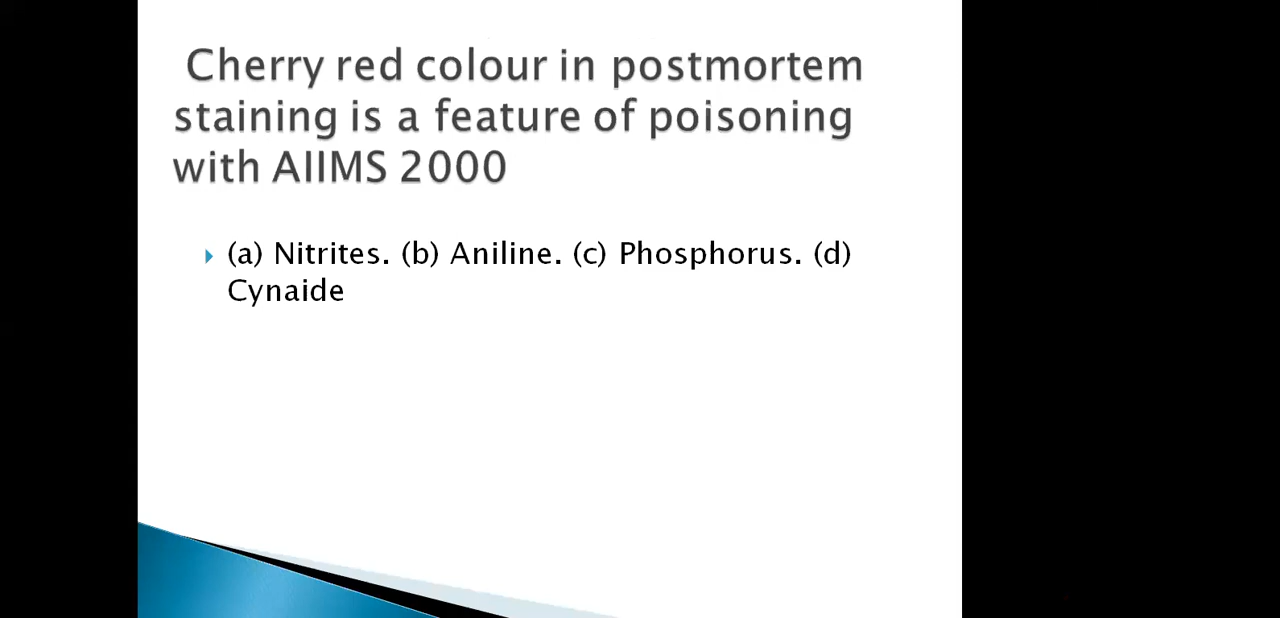 Cherry red colour in postmortem
staining is a feature of poisoning
with AIIMS 2000
(a) Nitrites. (b) Aniline. (c) Phosphorus. (d)
Cynaide